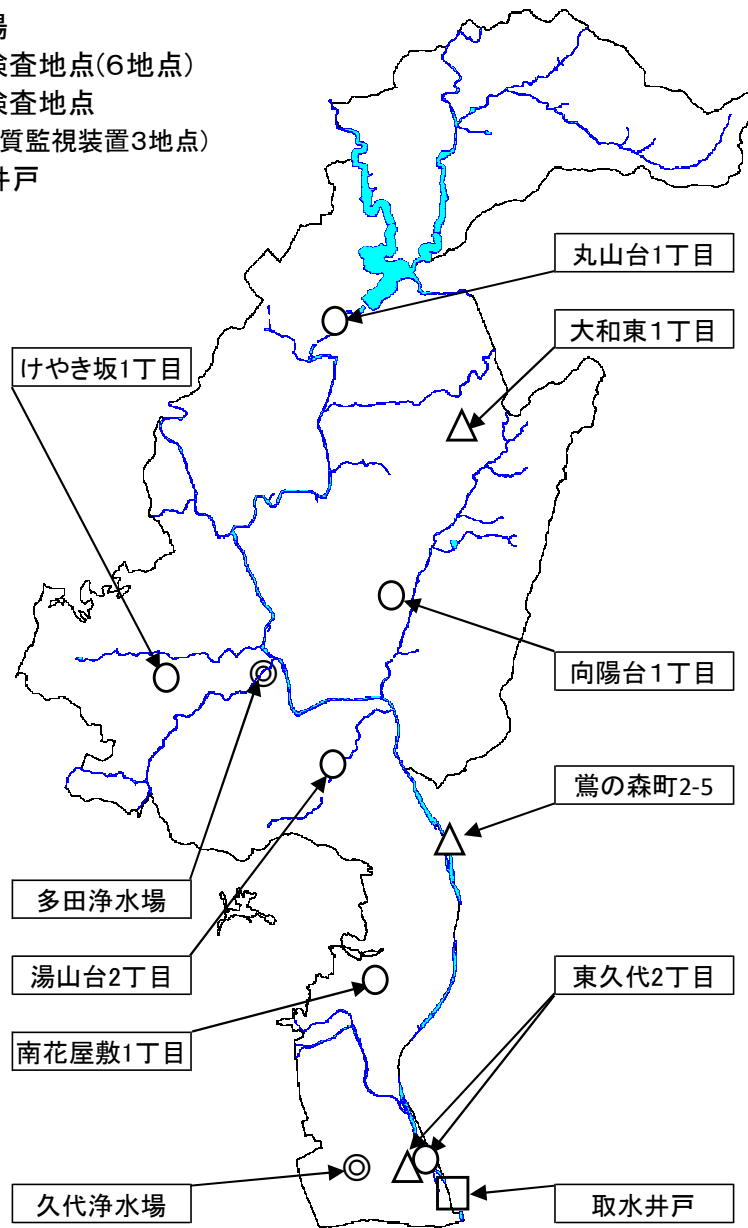 場
検査地点(6地点)
検査地点
質監視装置3地点)
井戸
丸山台1丁目
大和東1丁目
けやき坂1丁目
向陽台1丁目
鴬の森町2-5
多田浄水場
湯山台2丁目
東久代2丁目
南花屋敷1丁目
久代浄水場
取水井戸